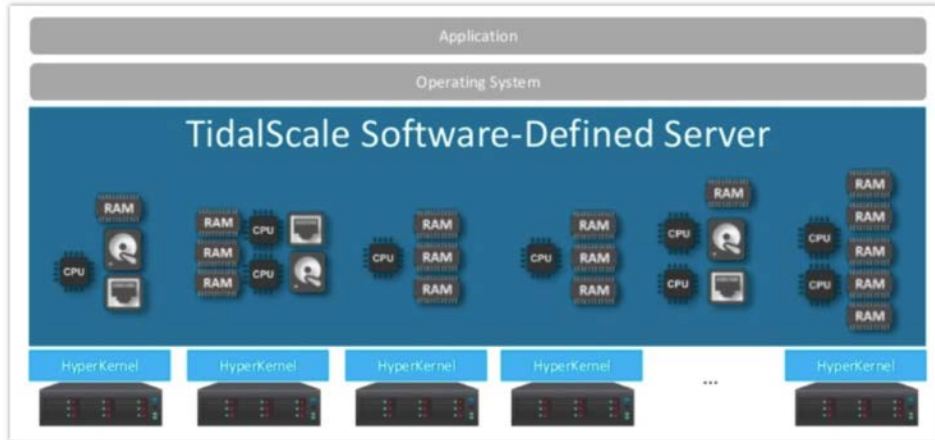 Application
Operating System
TidalScale Software-Defined Server
RAM
CPU
RAM
RAM
RAM
CPU
CPU
CPU
RAM
RAM
RAM
CPU
RAM
RAM
RAM
RAM
CPU
CPU
CPU
CPU
RAM
RAM
RAM
RAM
RAM
HyperKernel
HyperKernel
HyperKernel
HyperKernel
...
HyperKernel